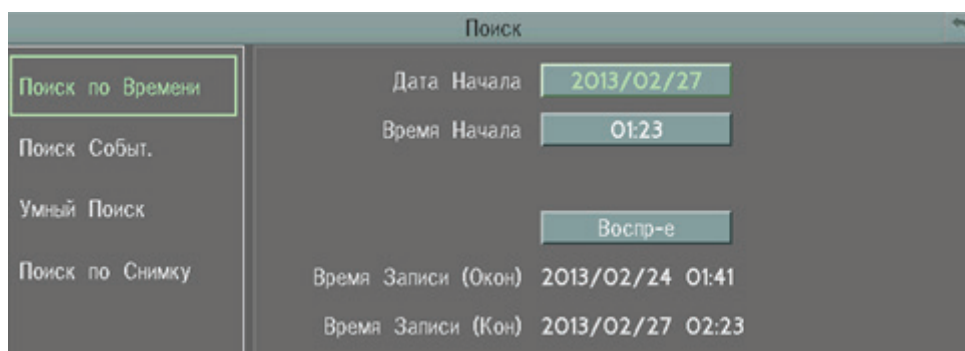 Поиск
Поиск по Времени
Поиск Событ.
Умный Поиск
Поиск по Снимку
Дата Начала 2013/02/27
Время Начала 01:23
Воспр-е
Время Записи (Окон) 2013/02/24 01:41
Время Записи (Кон) 2013/02/27 02:23